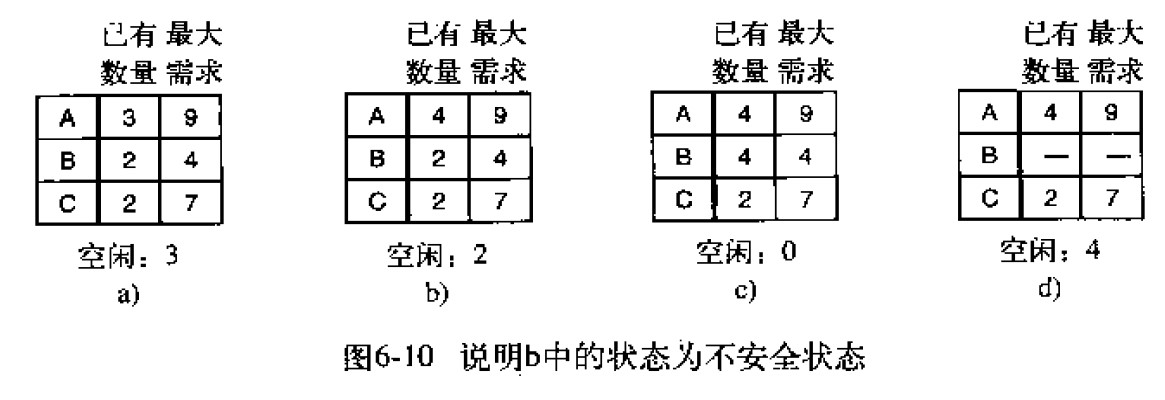 已有 最大 已有 最大 已有 最大 已有 最大
数量 需求 数量 需求 数量 需求 数量 需求
A 3 9 A 4 9 A 4 9 A 4 9
B 2 4 B 2 4 B 4 4 B — —
C 2 7 C 2 7 C 2 7 C 2 7
空闲：3 空闲：2 空闲：0 空闲：4
a) b) c) d)
图6-10 说明b中的状态为不安全状态